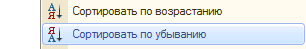 Сортировать по возрастанию
Сортировать по убыванию